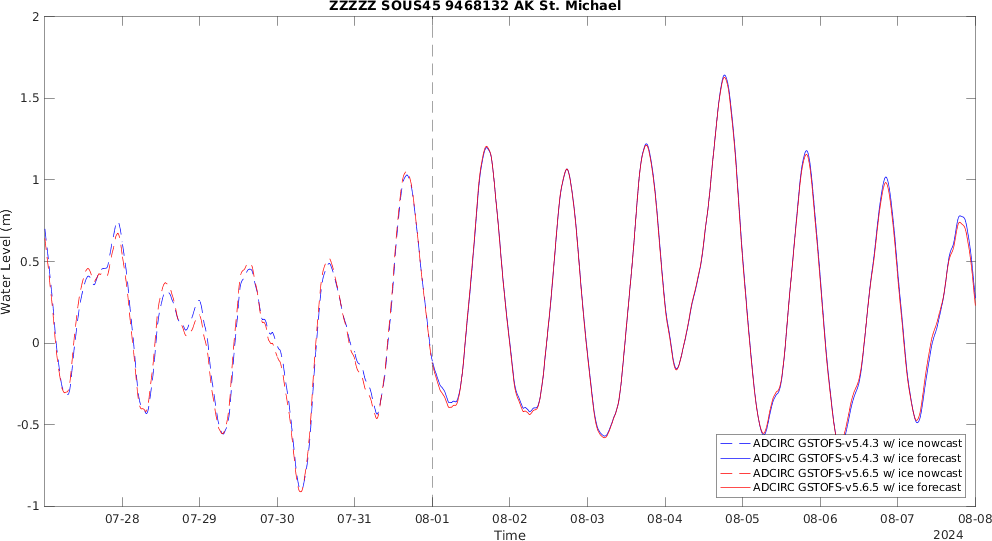 ZZZZZ SOUS45 9468132 AK St. Michael
2
1.5
1
0.5
0
-0.5
-1
Water Level (m)
07-28 07-29 07-30 07-31 08-01 08-02 08-03 08-04 08-05 08-06 08-07 08-08
Time
2024
ADCIRC GSTOFS-v5.4.3 w/ ice nowcast
ADCIRC GSTOFS-v5.4.3 w/ ice forecast
ADCIRC GSTOFS-v5.6.5 w/ ice nowcast
ADCIRC GSTOFS-v5.6.5 w/ ice forecast